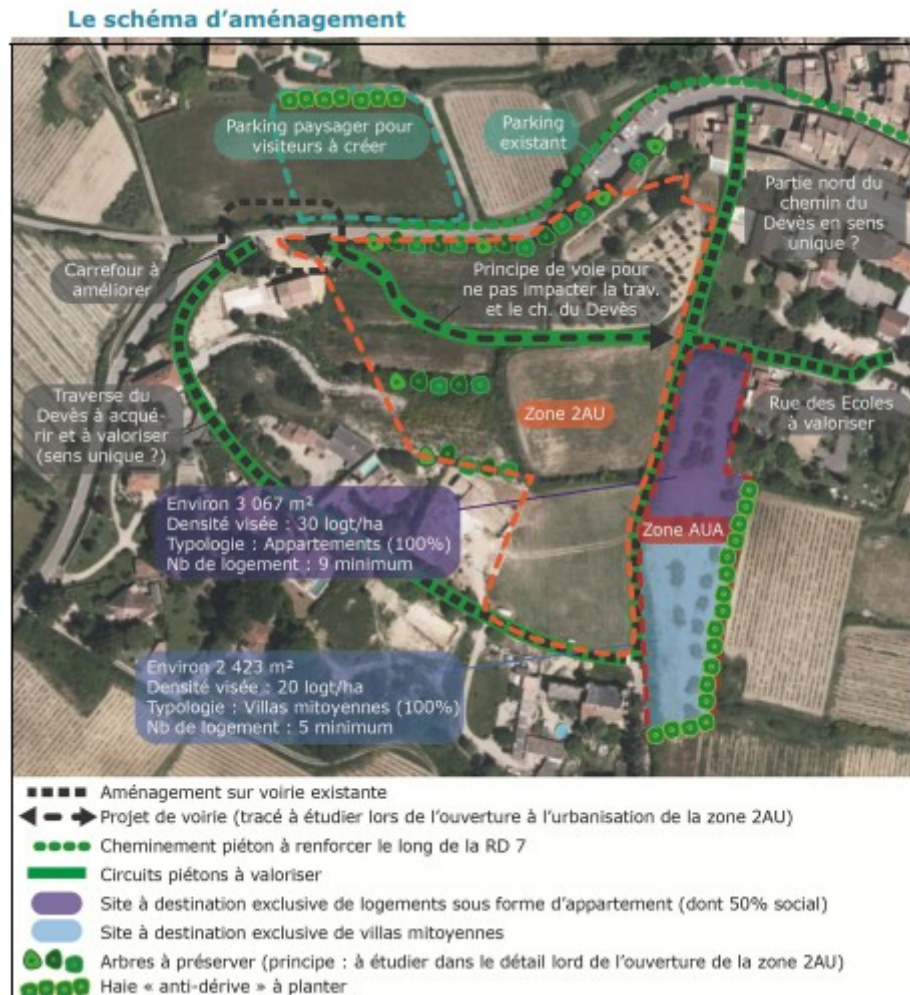 Le schéma d'aménagement
Parking paysager pour
visiteurs à créer
Parking
existant
Partie nord du
chemin du
Devès en sens
unique ?
Carrefour à
améliorer
Principe de voie pour
ne pas impacter la trav.
et le ch. du Devès
Traverse du
Devès à acqué-
rir et à valoriser
(sens unique ?)
Zone 2AU
Rue des Ecoles
à valoriser
Environ 3 067 m²
Densité visée : 30 logt/ha
Typologie : Appartements (100%)
Nb de logement : 9 minimum
Zone AUA
Environ 2 423 m²
Densité visée : 20 logt/ha
Typologie : Villas mitoyennes (100%)
Nb de logement : 5 minimum
Aménagement sur voirie existante
Projet de voirie (tracé à étudier lors de l'ouverture à l'urbanisation de la zone 2AU)
Cheminement piéton à renforcer le long de la RD 7
Circuits piétons à valoriser
Site à destination exclusive de logements sous forme d'appartement (dont 50% social)
Site à destination exclusive de villas mitoyennes
Arbres à préserver (principe : à étudier dans le détail lord de l'ouverture de la zone 2AU)
Haie « anti-dérive » à planter